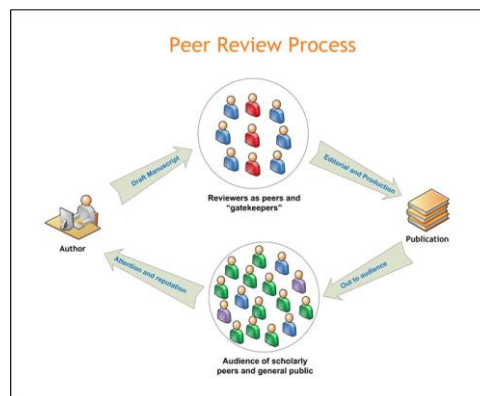 Peer Review Process
Draft Manuscript
Reviewers as peers and
"gatekeepers"
Editorial and Production
Author
Publication
Attention and reputation
Out to audience
Audience of scholarly
peers and general public